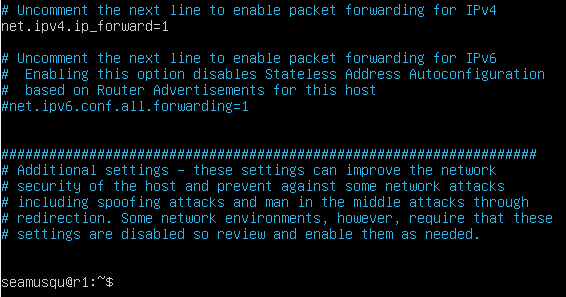 # Uncomment the next line to enable packet forwarding for IPv4
net.ipv4.ip_forward=1
# Uncomment the next line to enable packet forwarding for IPv6
#  Enabling this option disables Stateless Address Autoconfiguration
#  based on Router Advertisements for this host
#net.ipv6.conf.all.forwarding=1
###################################################################
# Additional settings - these settings can improve the network
# security of the host and prevent against some network attacks
# including spoofing attacks and man in the middle attacks through
# redirection. Some network environments, however, require that these
# settings are disabled so review and enable them as needed.
seamusqu@r1:~$